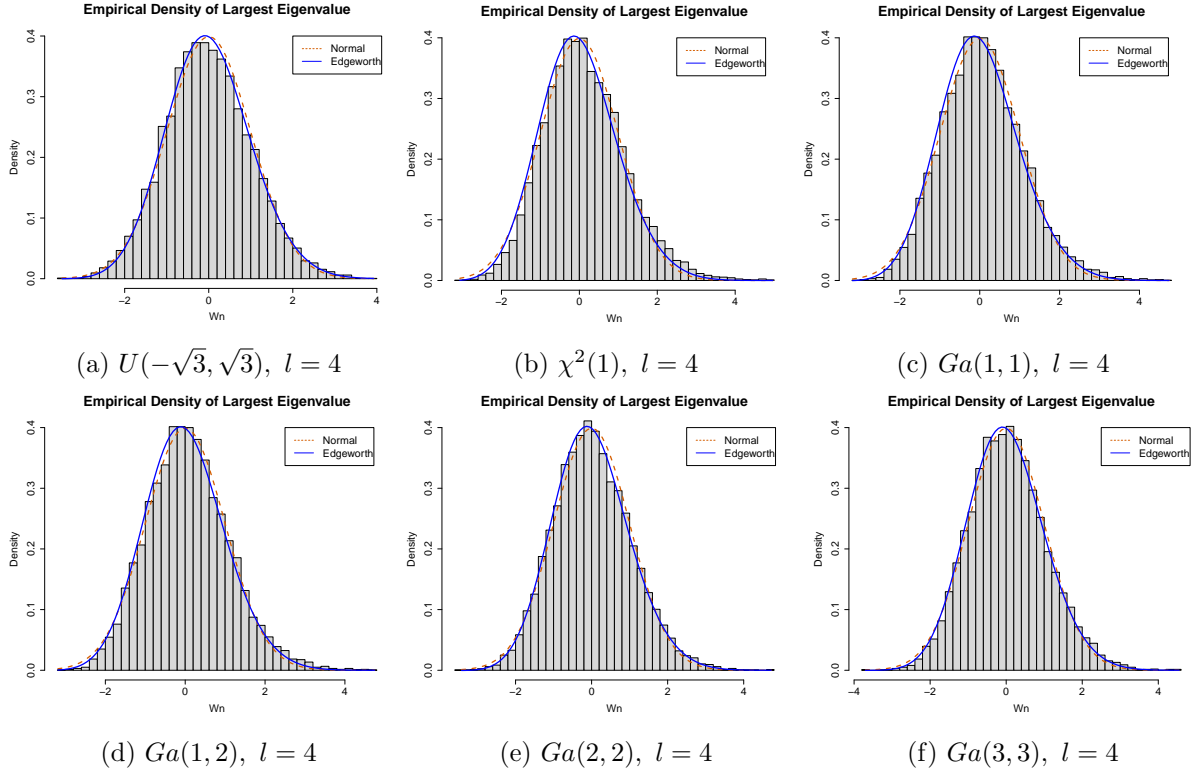 Empirical Density of Largest Eigenvalue
Density
0.0 0.1 0.2 0.3 0.4
Normal
Edgeworth
−2 0 2 4
Wn
(a) U(−√3, √3), l = 4
Empirical Density of Largest Eigenvalue
Density
0.0 0.1 0.2 0.3 0.4
Normal
Edgeworth
−2 0 2 4
Wn
(b) χ²(1), l = 4
Empirical Density of Largest Eigenvalue
Density
0.0 0.1 0.2 0.3 0.4
Normal
Edgeworth
−2 0 2 4
Wn
(c) Ga(1, 1), l = 4
Empirical Density of Largest Eigenvalue
Density
0.0 0.1 0.2 0.3 0.4
Normal
Edgeworth
−2 0 2 4
Wn
(d) Ga(1, 2), l = 4
Empirical Density of Largest Eigenvalue
Density
0.0 0.1 0.2 0.3 0.4
Normal
Edgeworth
−2 0 2 4
Wn
(e) Ga(2, 2), l = 4
Empirical Density of Largest Eigenvalue
Density
0.0 0.1 0.2 0.3 0.4
Normal
Edgeworth
−4 −2 0 2 4
Wn
(f) Ga(3, 3), l = 4